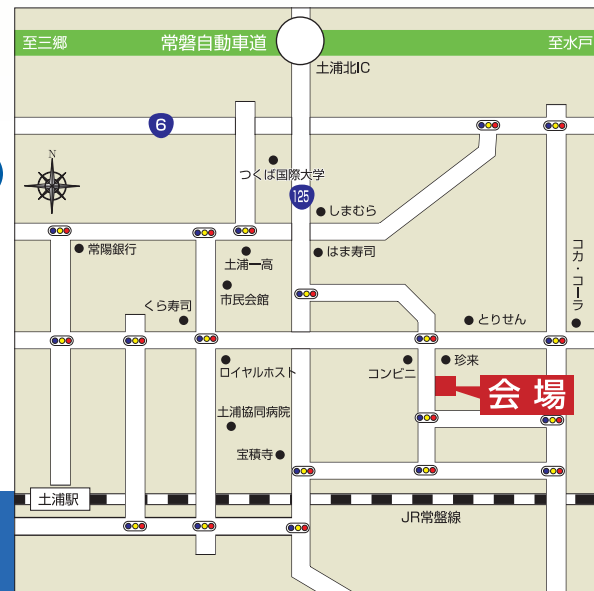 至三郷
常磐自動車道
至水戸
土浦北IC
6
N
つくば国際大学
125
しまむら
常陽銀行
土浦一高
はま寿司
コカ・コーラ
市民会館
くら寿司
とりせん
ロイヤルホスト
コンビニ
珍来
会場
土浦協同病院
宝積寺
土浦駅
JR常盤線